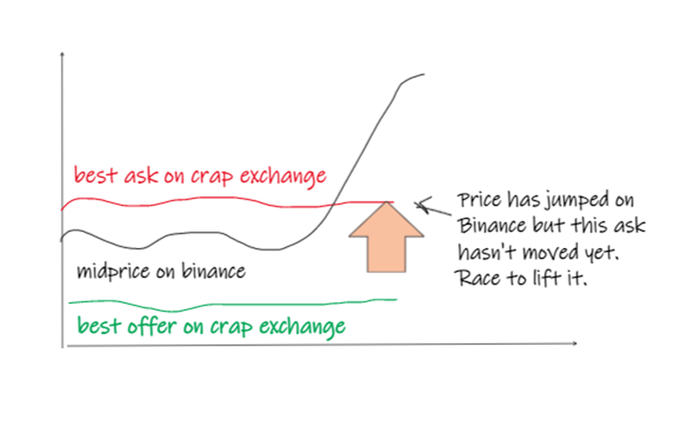 best ask on crap exchange
Price has jumped on
Binance but this ask
hasn't moved yet.
Race to lift it.
midprice on binance
best offer on crap exchange